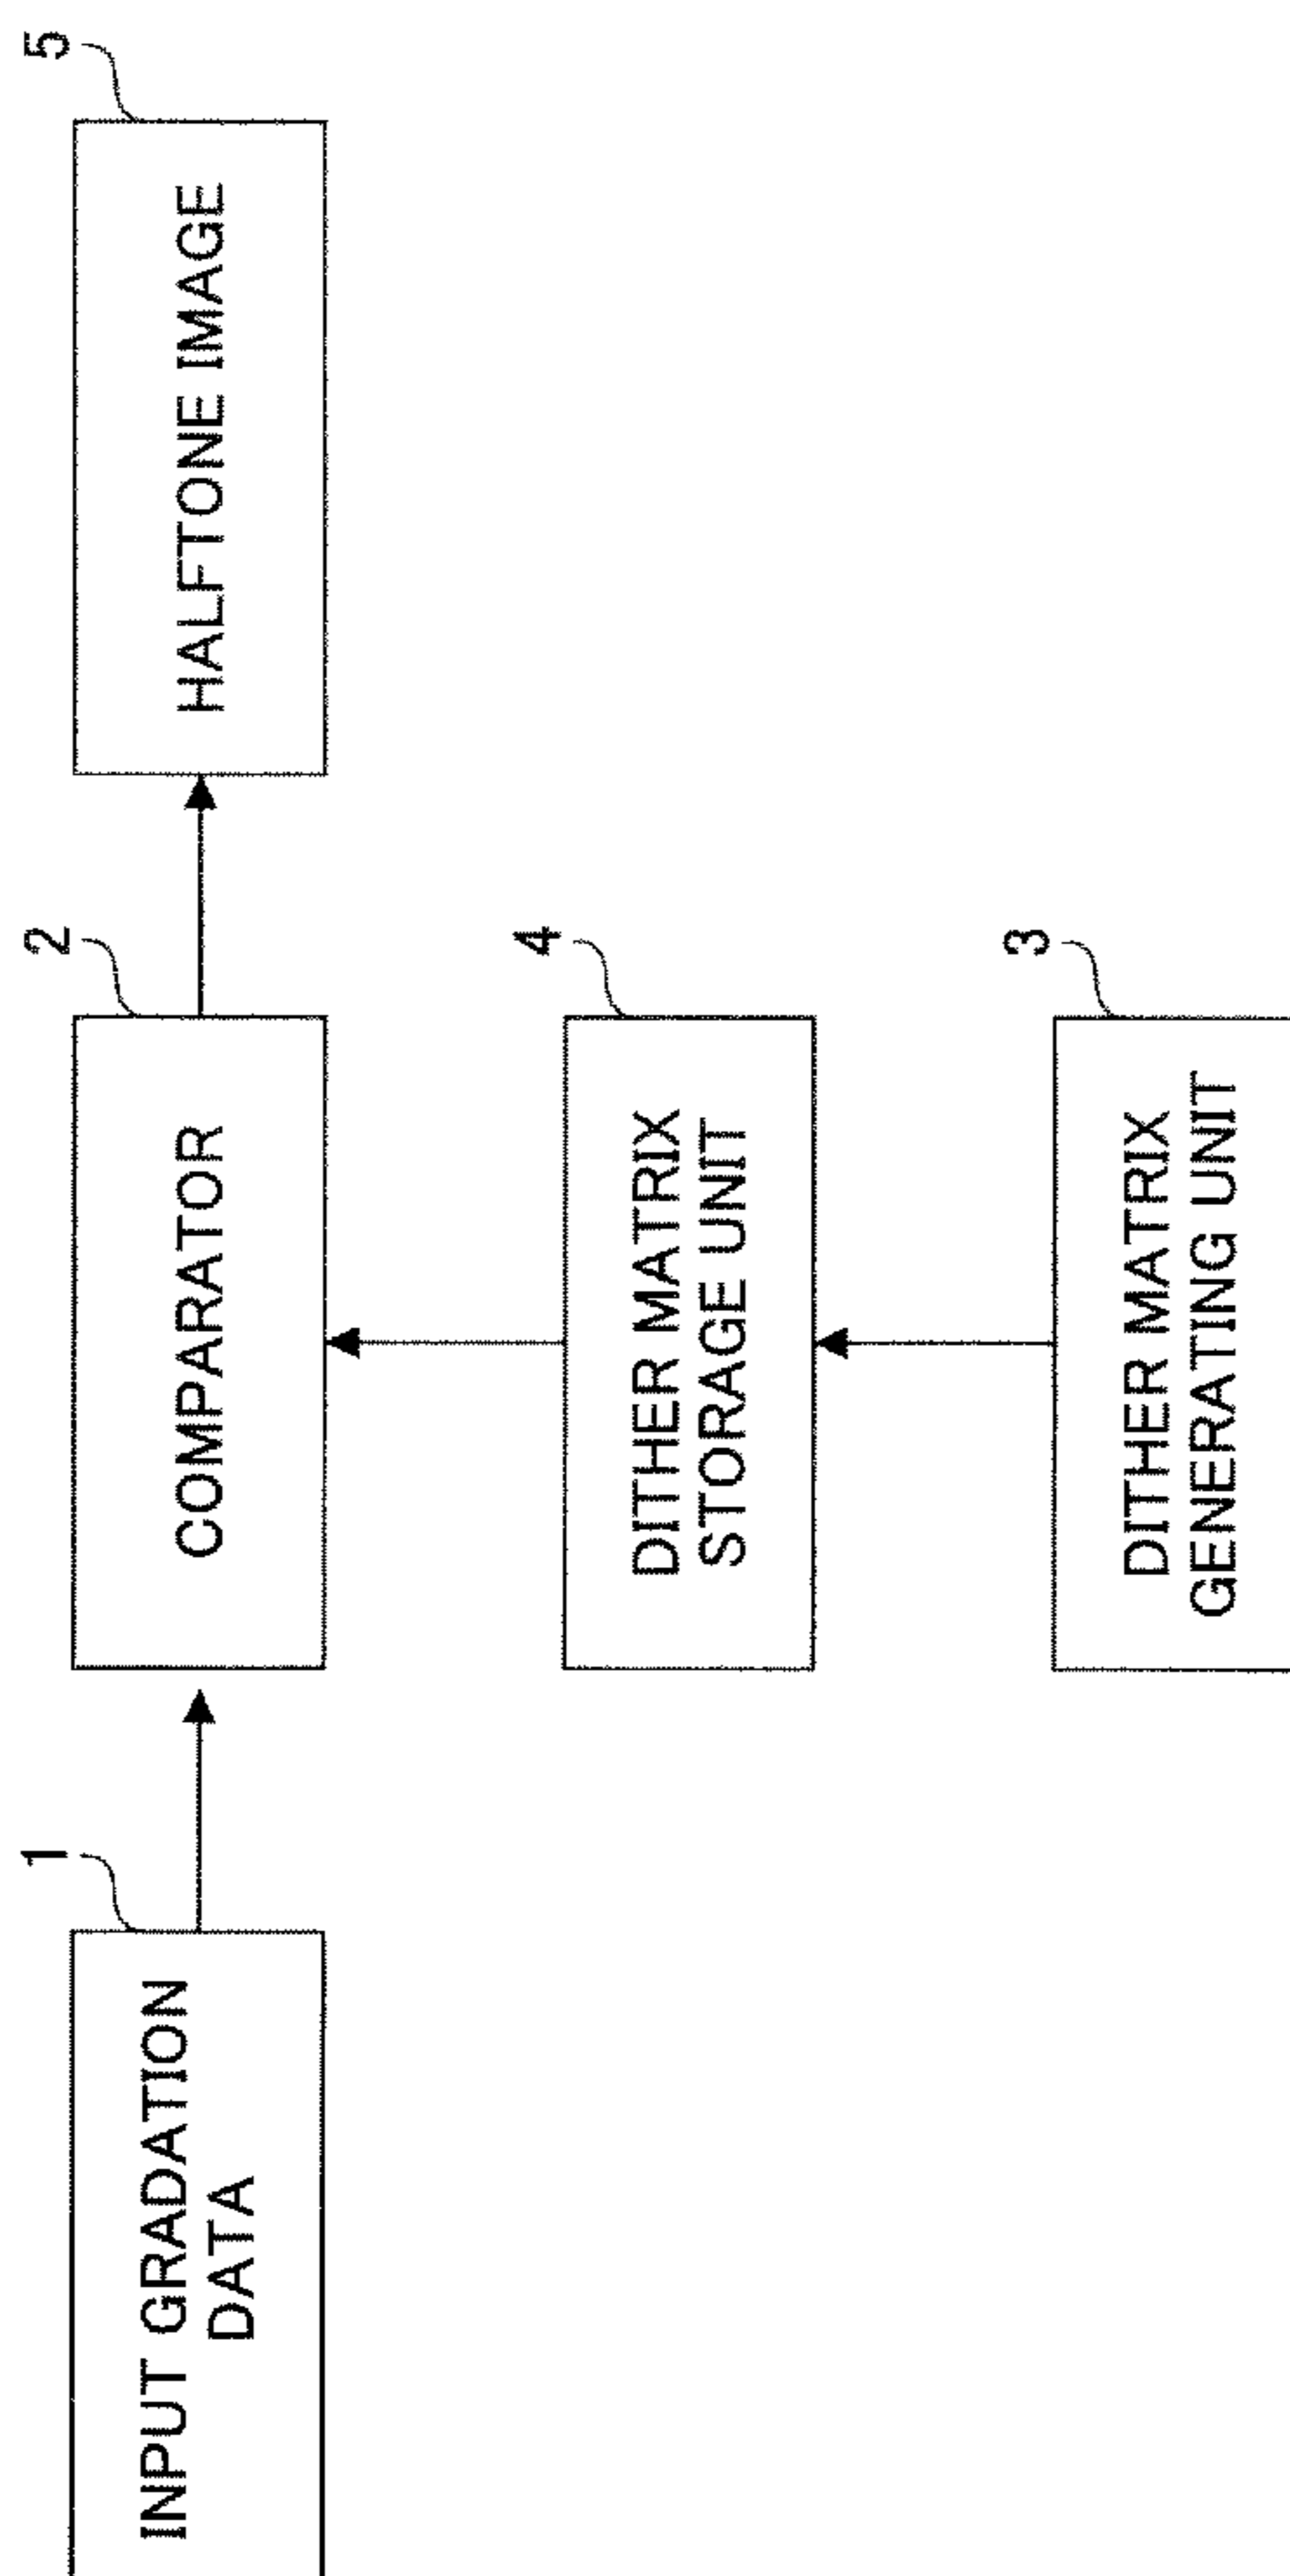 1
INPUT GRADATION
DATA
2
COMPARATOR
5
HALFTONE IMAGE
4
DITHER MATRIX
STORAGE UNIT
3
DITHER MATRIX
GENERATING UNIT